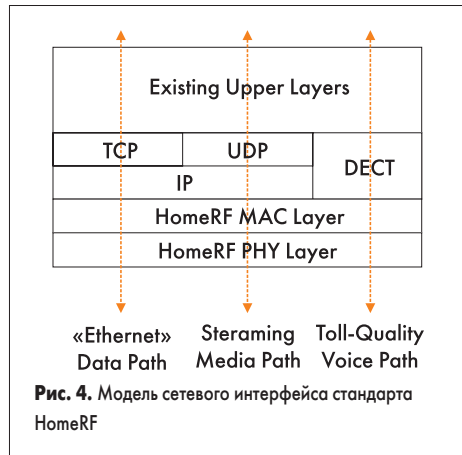 Existing Upper Layers
TCP UDP
DECT
IP
HomeRF MAC Layer
HomeRF PHY Layer
«Ethernet» Steraming Toll-Quality
Data Path Media Path Voice Path
Рис. 4. Модель сетевого интерфейса стандарта
HomeRF